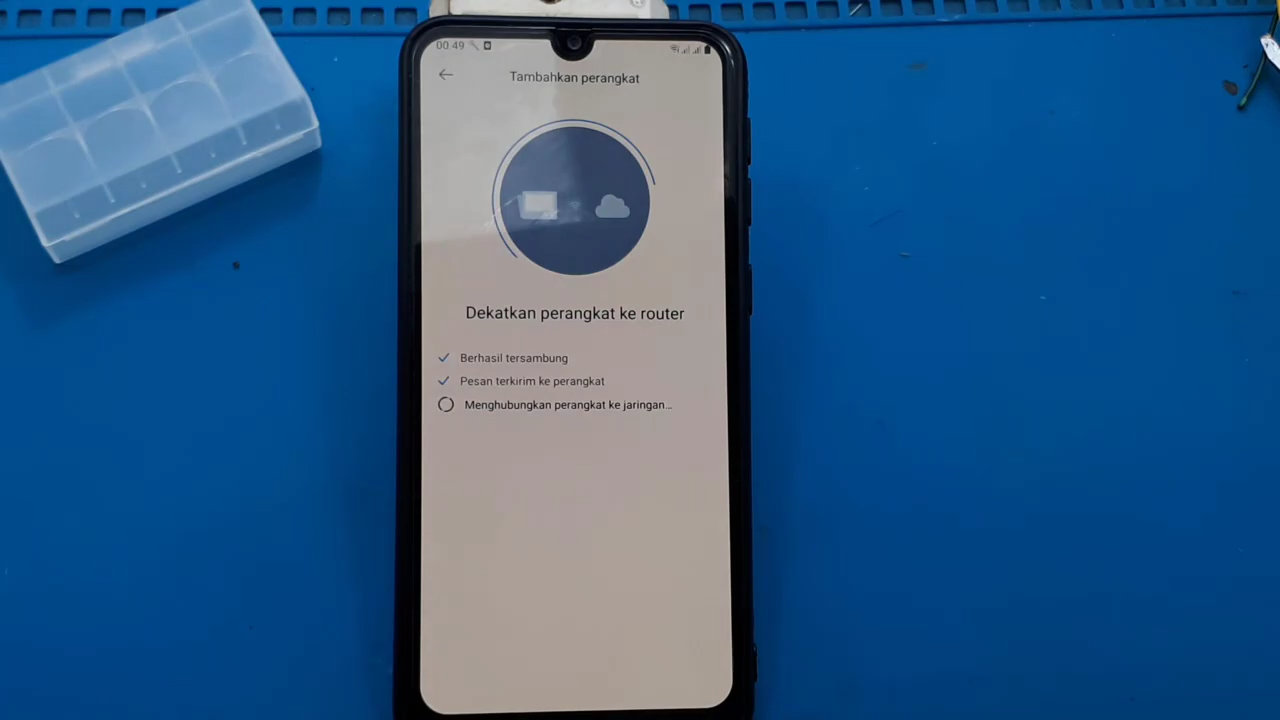 00.49
Tambahkan perangkat
Dekatkan perangkat ke router
Berhasil tersambung
Pesan terkirim ke perangkat
Menghubungkan perangkat ke jaringan...